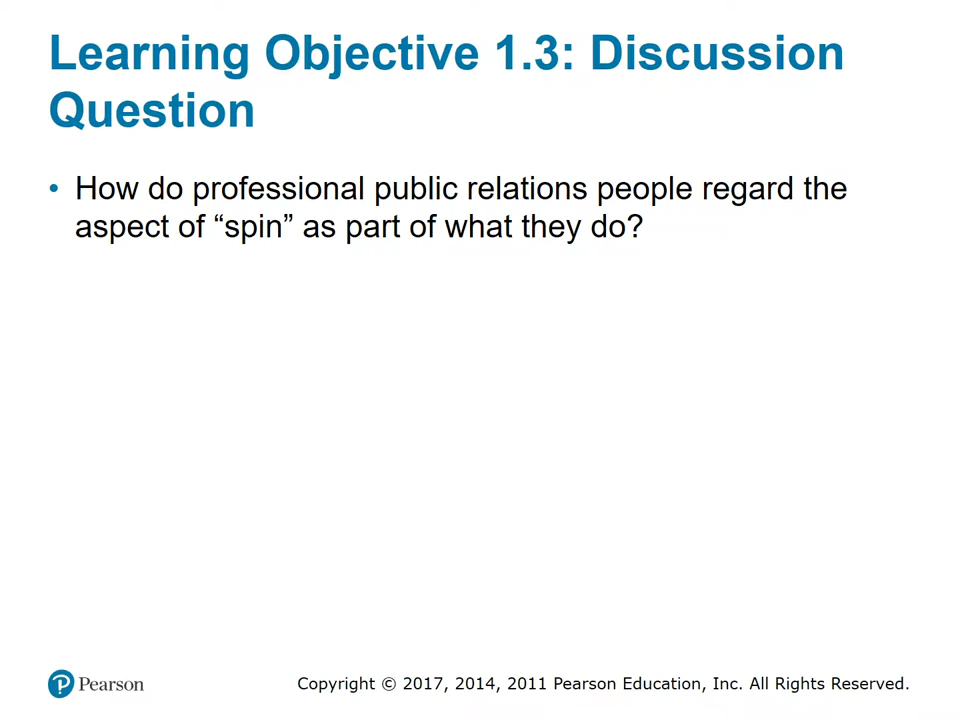 Learning Objective 1.3: Discussion
Question
• How do professional public relations people regard the
aspect of “spin” as part of what they do?
Pearson
Copyright © 2017, 2014, 2011 Pearson Education, Inc. All Rights Reserved.